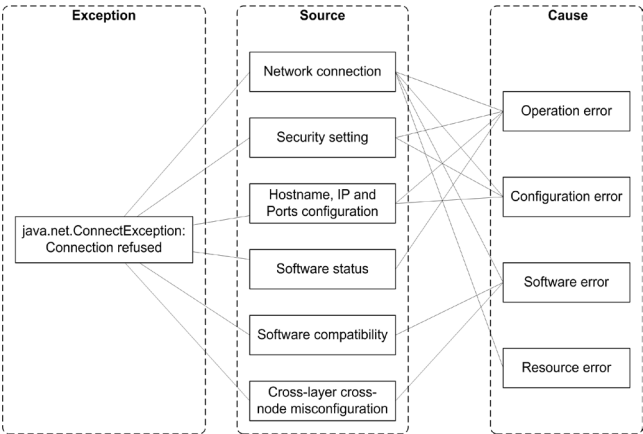 Exception
Source
Cause
java.net.ConnectException:
Connection refused
Network connection
Security setting
Hostname, IP and
Ports configuration
Software status
Software compatibility
Cross-layer cross-
node misconfiguration
Operation error
Configuration error
Software error
Resource error